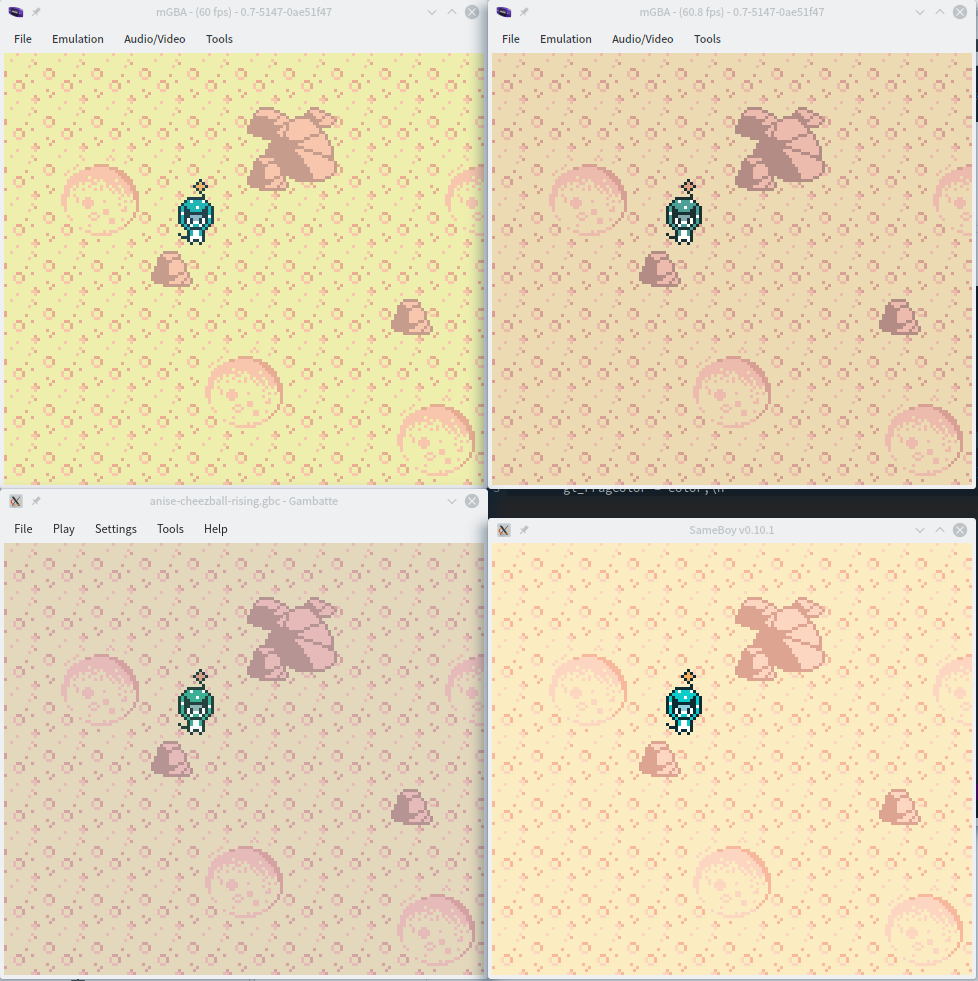 mGBA - (60 fps) - 0.7-5147-0ae51f47
File Emulation Audio/Video Tools
mGBA - (60.8 fps) - 0.7-5147-0ae51f47
File Emulation Audio/Video Tools
anise-cheezball-rising.gbc - Gambatte
File Play Settings Tools Help
SameBoy v0.10.1